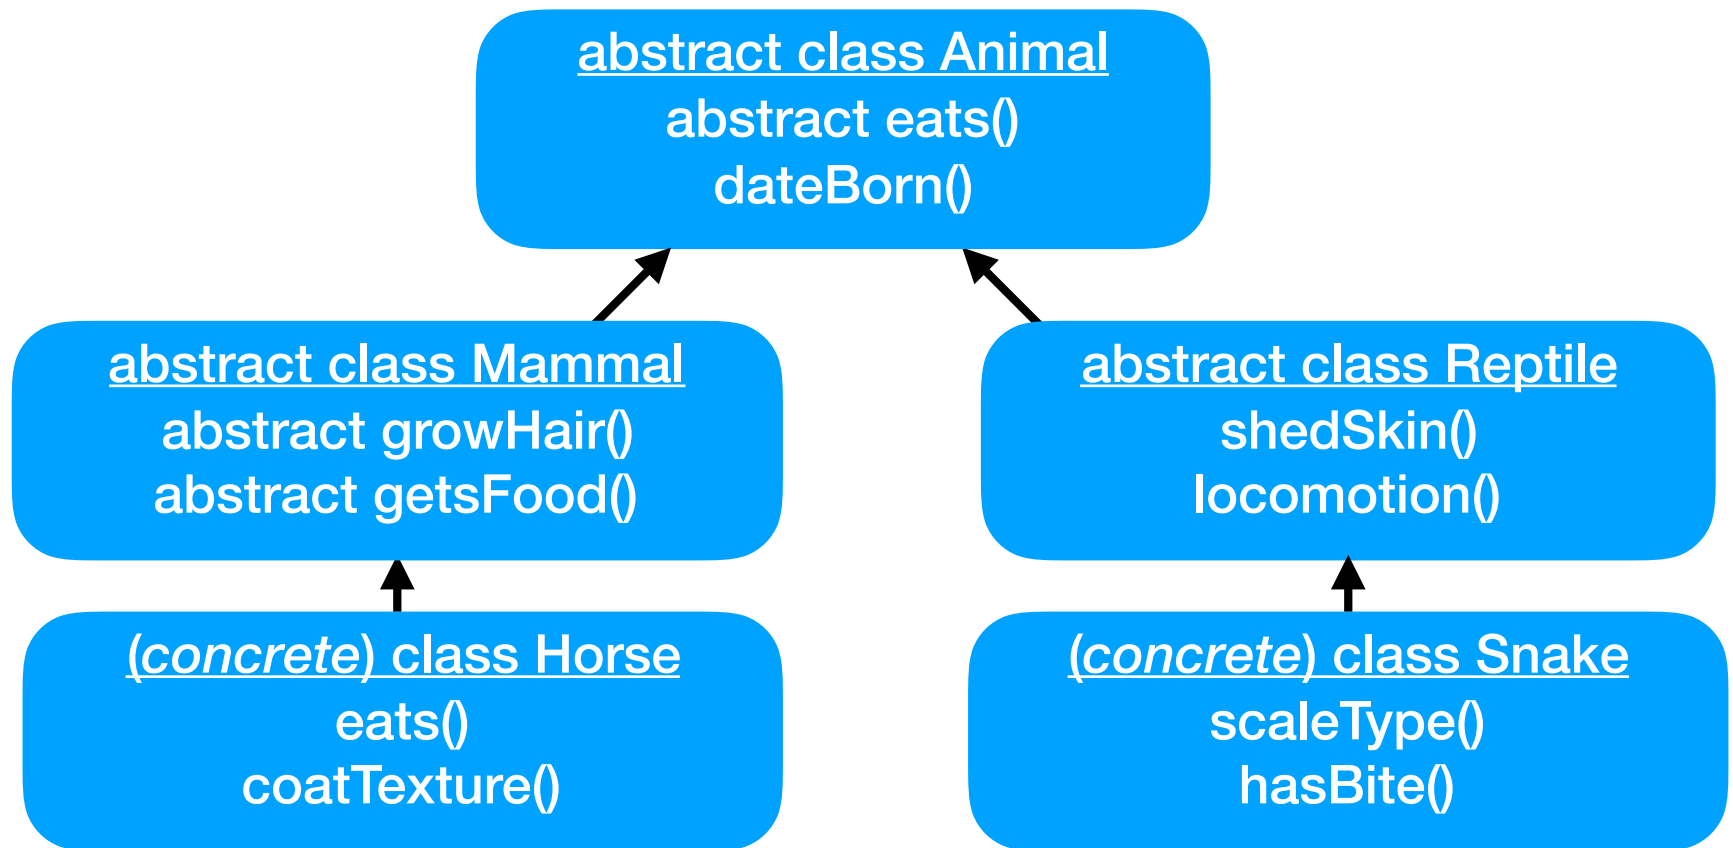 abstract class Animal
abstract eats()
dateBorn()
abstract class Mammal
abstract growHair()
abstract getsFood()
abstract class Reptile
shedSkin()
locomotion()
(concrete) class Horse
eats()
coatTexture()
(concrete) class Snake
scaleType()
hasBite()